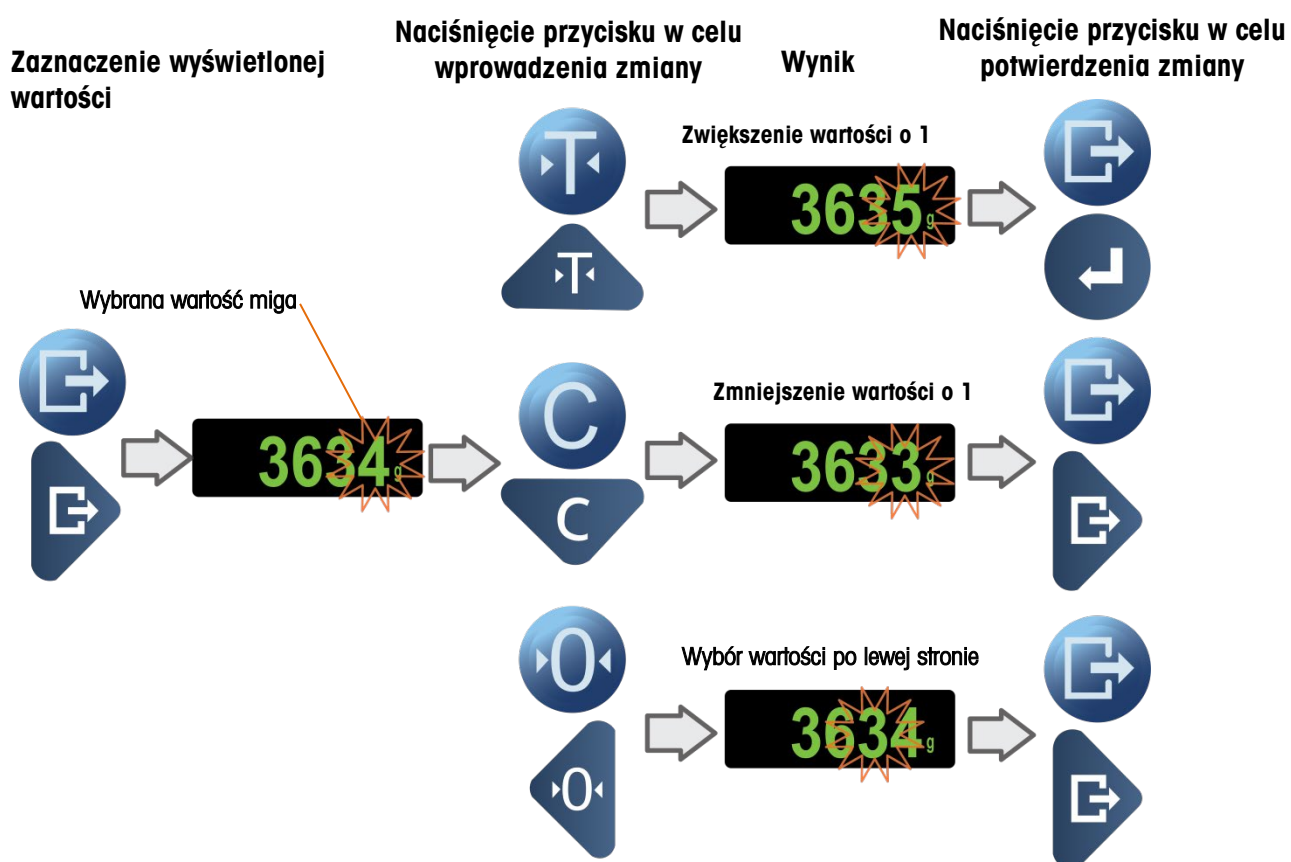 Zaznaczenie wyświetlonej
wartości
Naciśnięcie przycisku w celu
wprowadzenia zmiany
Wynik
Naciśnięcie przycisku w celu
potwierdzenia zmiany
T
T
Zwiększenie wartości o 1
3635 g
Wybrana wartość miga
3634 g
C
C
Zmniejszenie wartości o 1
3633 g
0
0
Wybór wartości po lewej stronie
3634 g